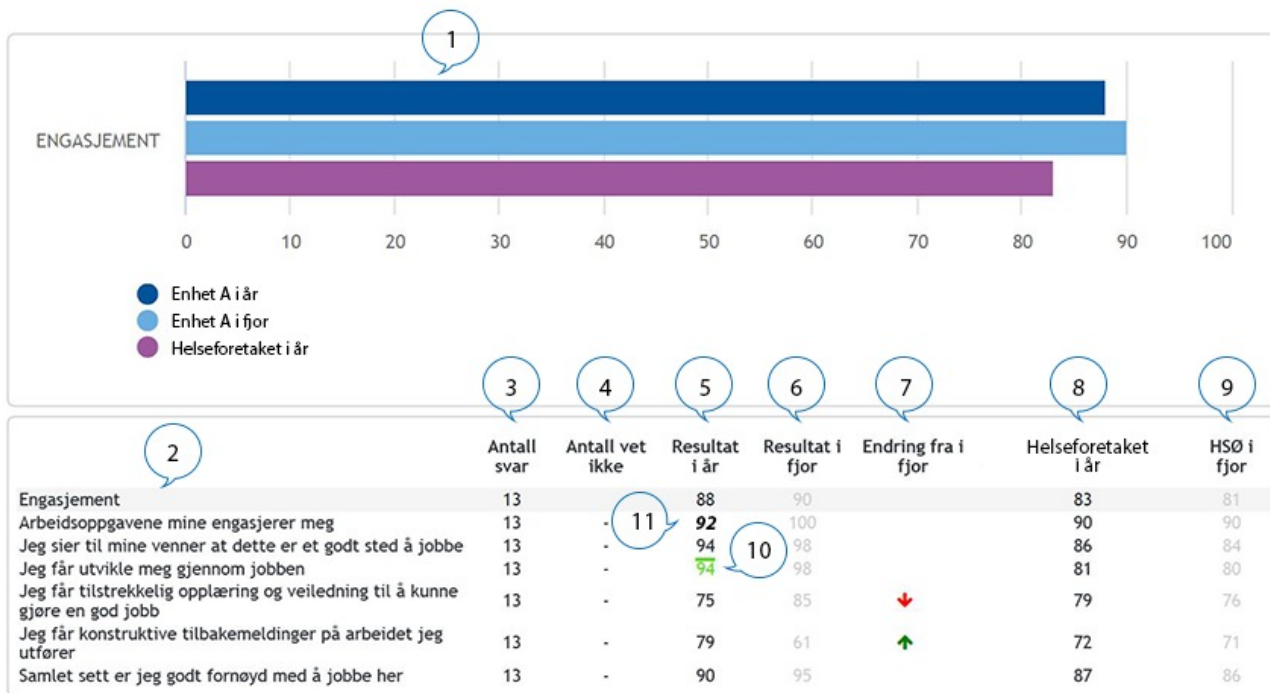 1
ENGASJEMENT
0 10 20 30 40 50 60 70 80 90 100
Enhet A i år
Enhet A i fjor
Helseforetaket i år
3 4 5 6 7 8 9
2
Antall svar Antall vet ikke Resultat i år Resultat i fjor Endring fra i fjor Helseforetaket i år HSØ i fjor
Engasjement 13 88 90 83 81
Arbeidsoppgavene mine engasjerer meg 13 - 11 92 100 90 90
Jeg sier til mine venner at dette er et godt sted å jobbe 13 - 94 10 98 86 84
Jeg får utvikle meg gjennom jobben 13 - 94 98 81 80
Jeg får tilstrekkelig opplæring og veiledning til å kunne
gjøre en god jobb 13 - 75 85 79 76
Jeg får konstruktive tilbakemeldinger på arbeidet jeg
utfører 13 - 79 61 72 71
Samlet sett er jeg godt fornøyd med å jobbe her 13 - 90 95 87 86